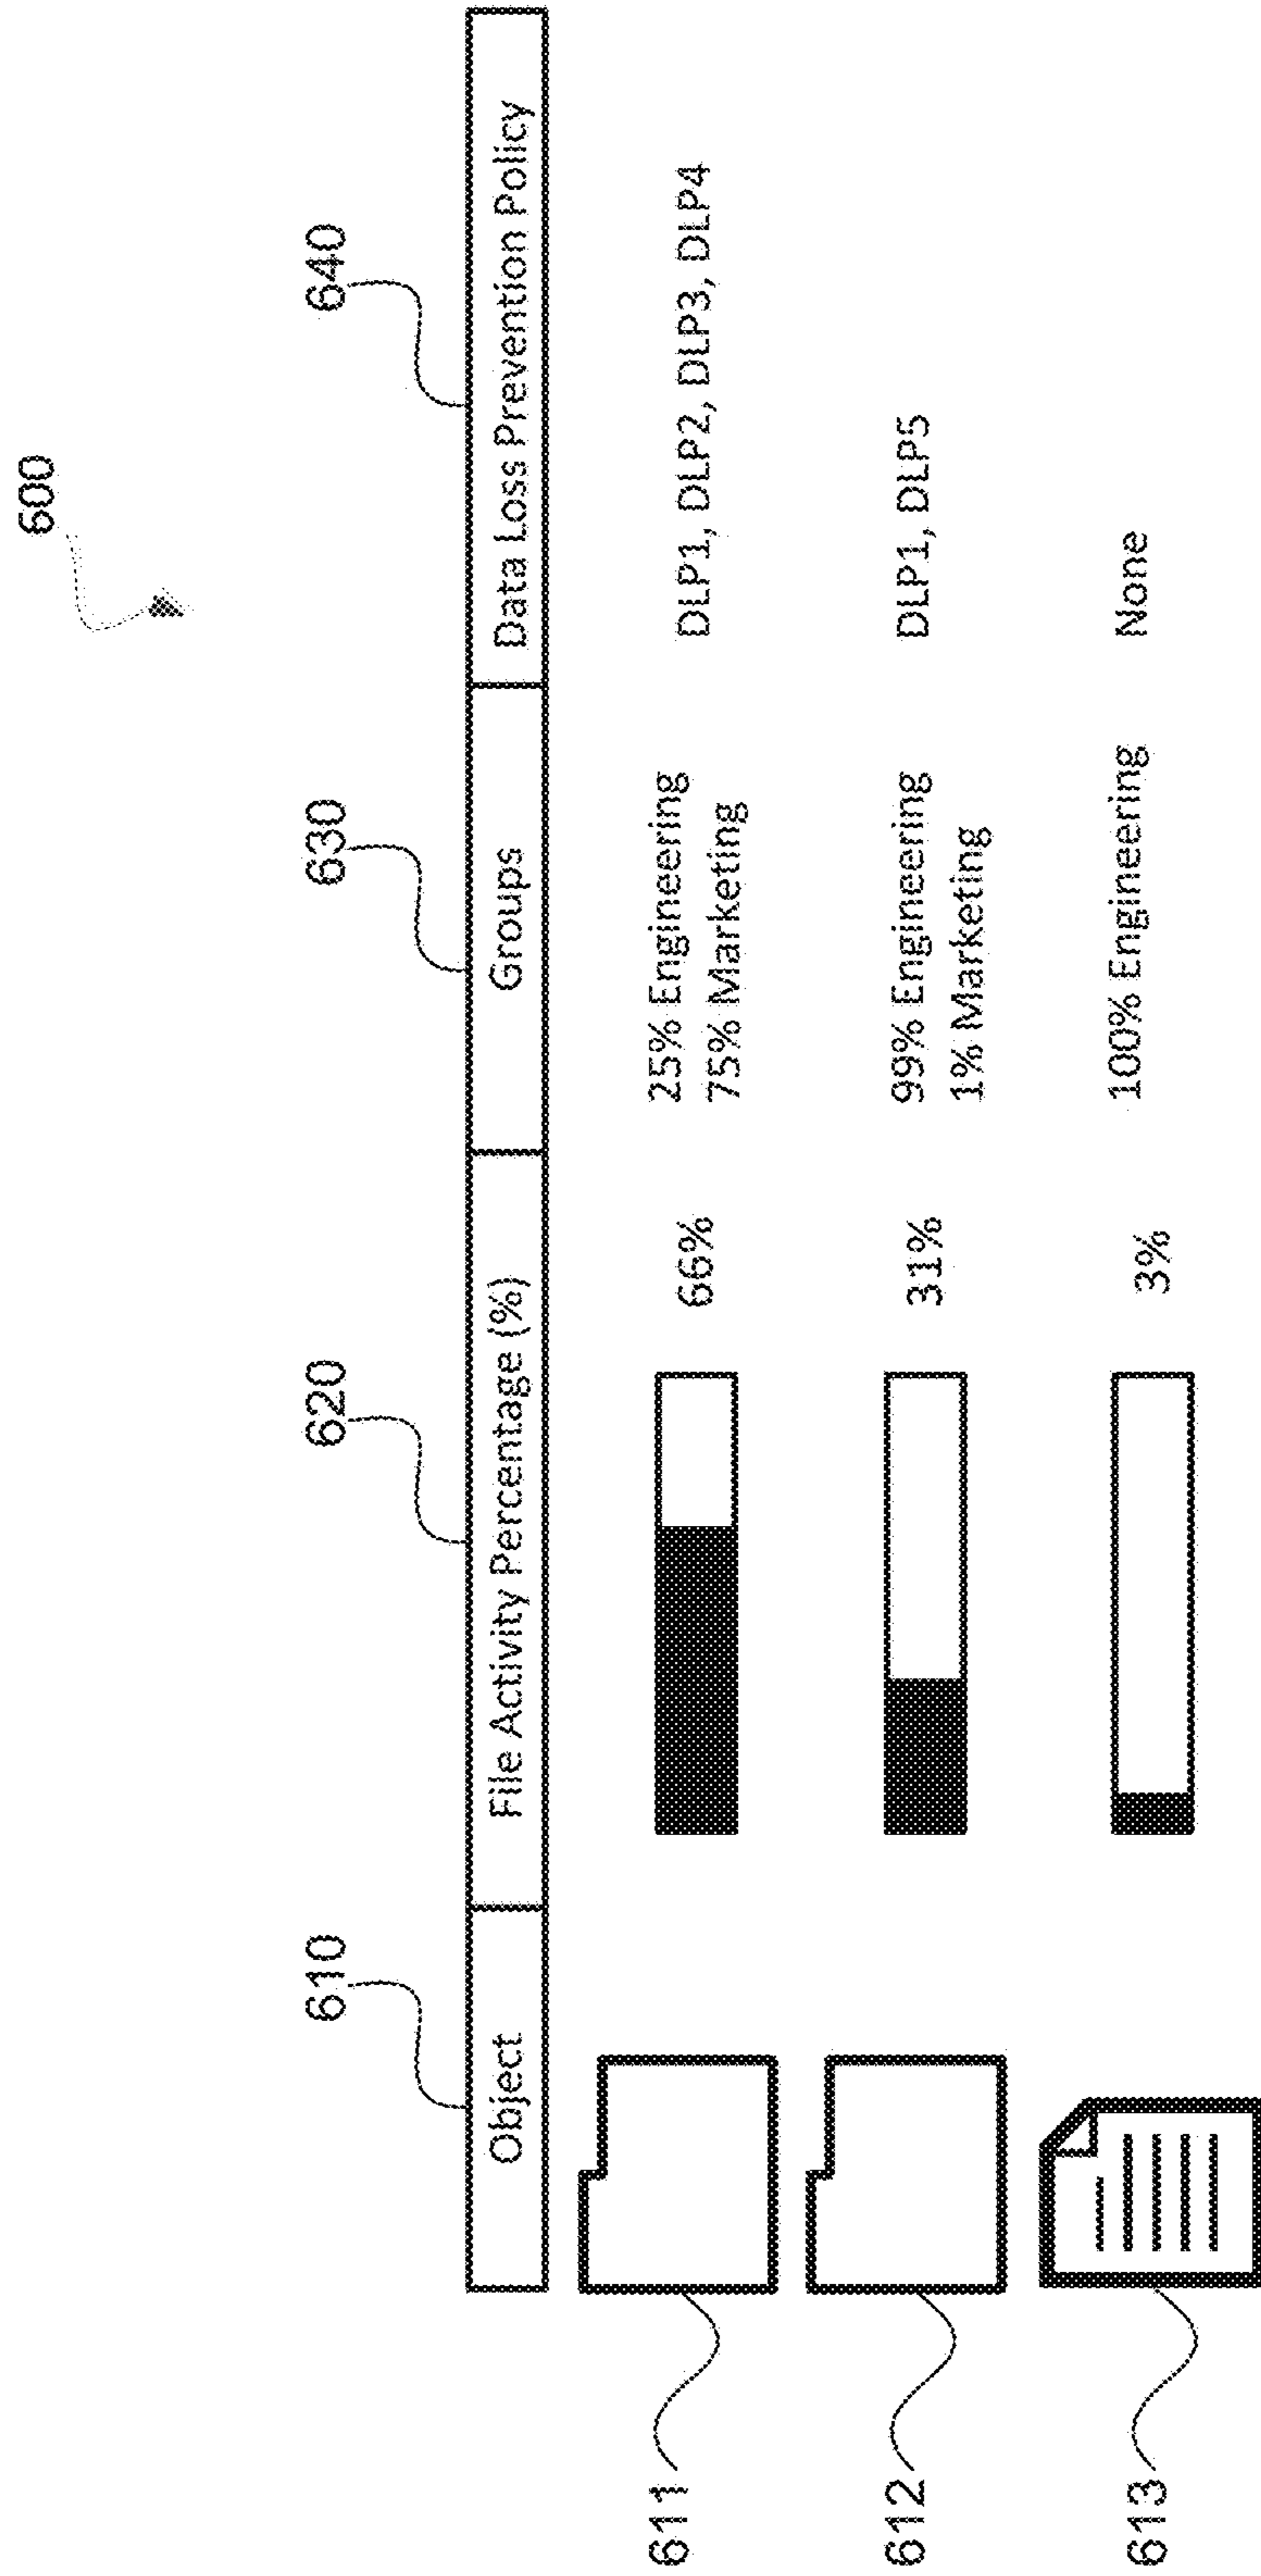 600
610
620
630
640
Object
File Activity Percentage (%)
Groups
Data Loss Prevention Policy
611
66%
25% Engineering
75% Marketing
DLP1, DLP2, DLP3, DLP4
612
31%
99% Engineering
1% Marketing
DLP1, DLP5
613
3%
100% Engineering
None